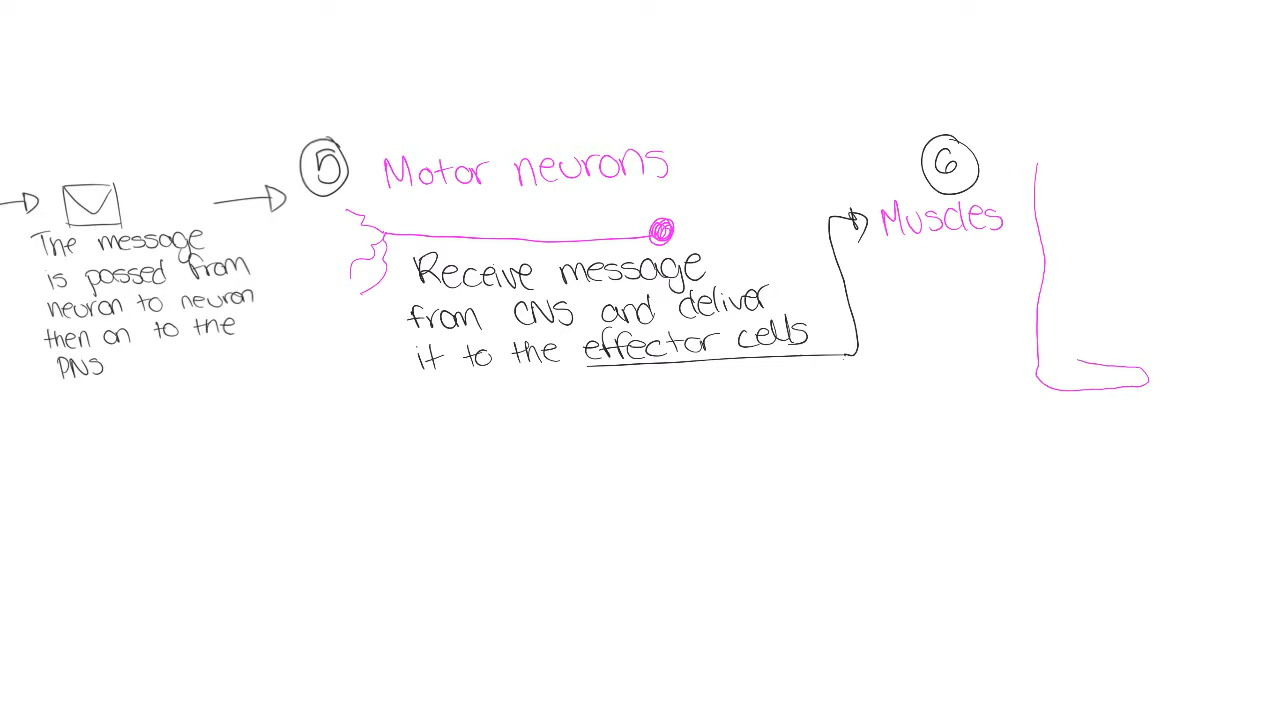 The message
is passed from
neuron to neuron
then on to the
PNS
5
Motor neurons
Receive message
from CNS and deliver
it to the effector cells
6
Muscles